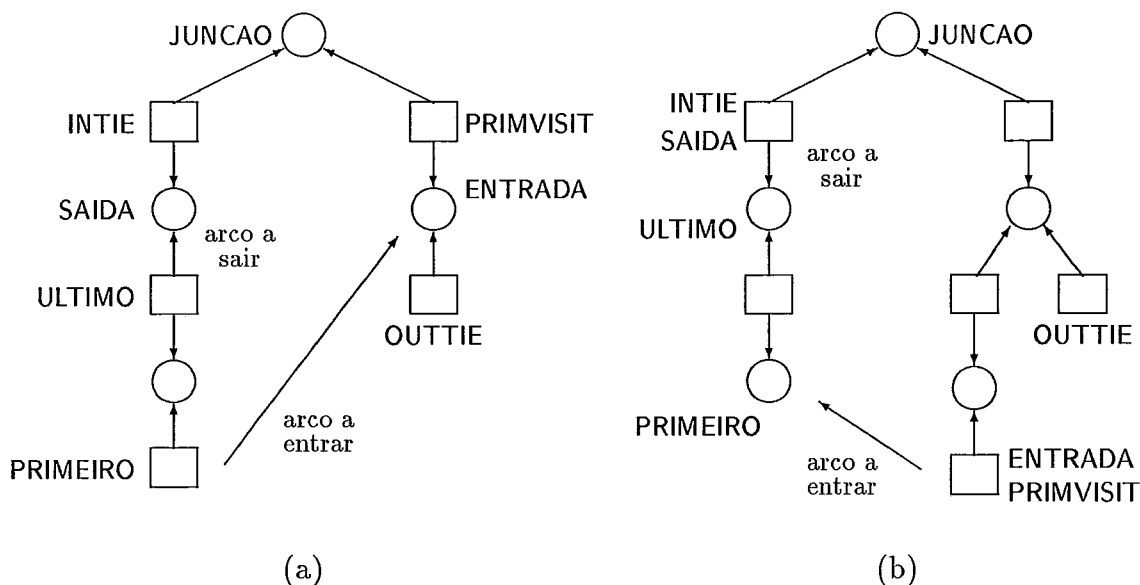 JUNCAO
INTIE
PRIMVISIT
SAIDA
ENTRADA
arco a
sair
ULTIMO
OUTTIE
arco a
entrar
PRIMEIRO
(a)
JUNCAO
INTIE
SAIDA
arco a
sair
ULTIMO
OUTTIE
PRIMEIRO
arco a
entrar
ENTRADA
PRIMVISIT
(b)